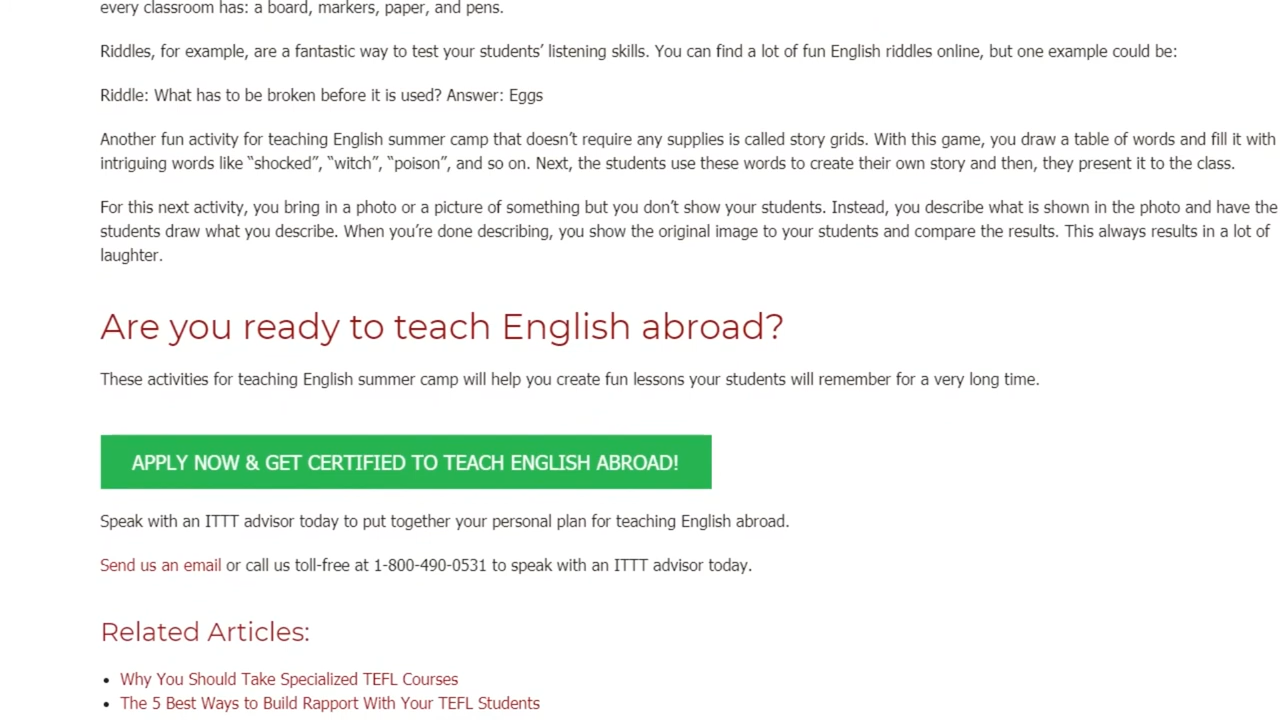 every classroom has: a board, markers, paper, and pens.
Riddles, for example, are a fantastic way to test your students’ listening skills. You can find a lot of fun English riddles online, but one example could be:
Riddle: What has to be broken before it is used? Answer: Eggs
Another fun activity for teaching English summer camp that doesn’t require any supplies is called story grids. With this game, you draw a table of words and fill it with
intriguing words like “shocked”, “witch”, “poison”, and so on. Next, the students use these words to create their own story and then, they present it to the class.
For this next activity, you bring in a photo or a picture of something but you don’t show your students. Instead, you describe what is shown in the photo and have the
students draw what you describe. When you’re done describing, you show the original image to your students and compare the results. This always results in a lot of
laughter.
Are you ready to teach English abroad?
These activities for teaching English summer camp will help you create fun lessons your students will remember for a very long time.
APPLY NOW & GET CERTIFIED TO TEACH ENGLISH ABROAD!
Speak with an ITTT advisor today to put together your personal plan for teaching English abroad.
Send us an email or call us toll-free at 1-800-490-0531 to speak with an ITTT advisor today.
Related Articles:
• Why You Should Take Specialized TEFL Courses
• The 5 Best Ways to Build Rapport With Your TEFL Students